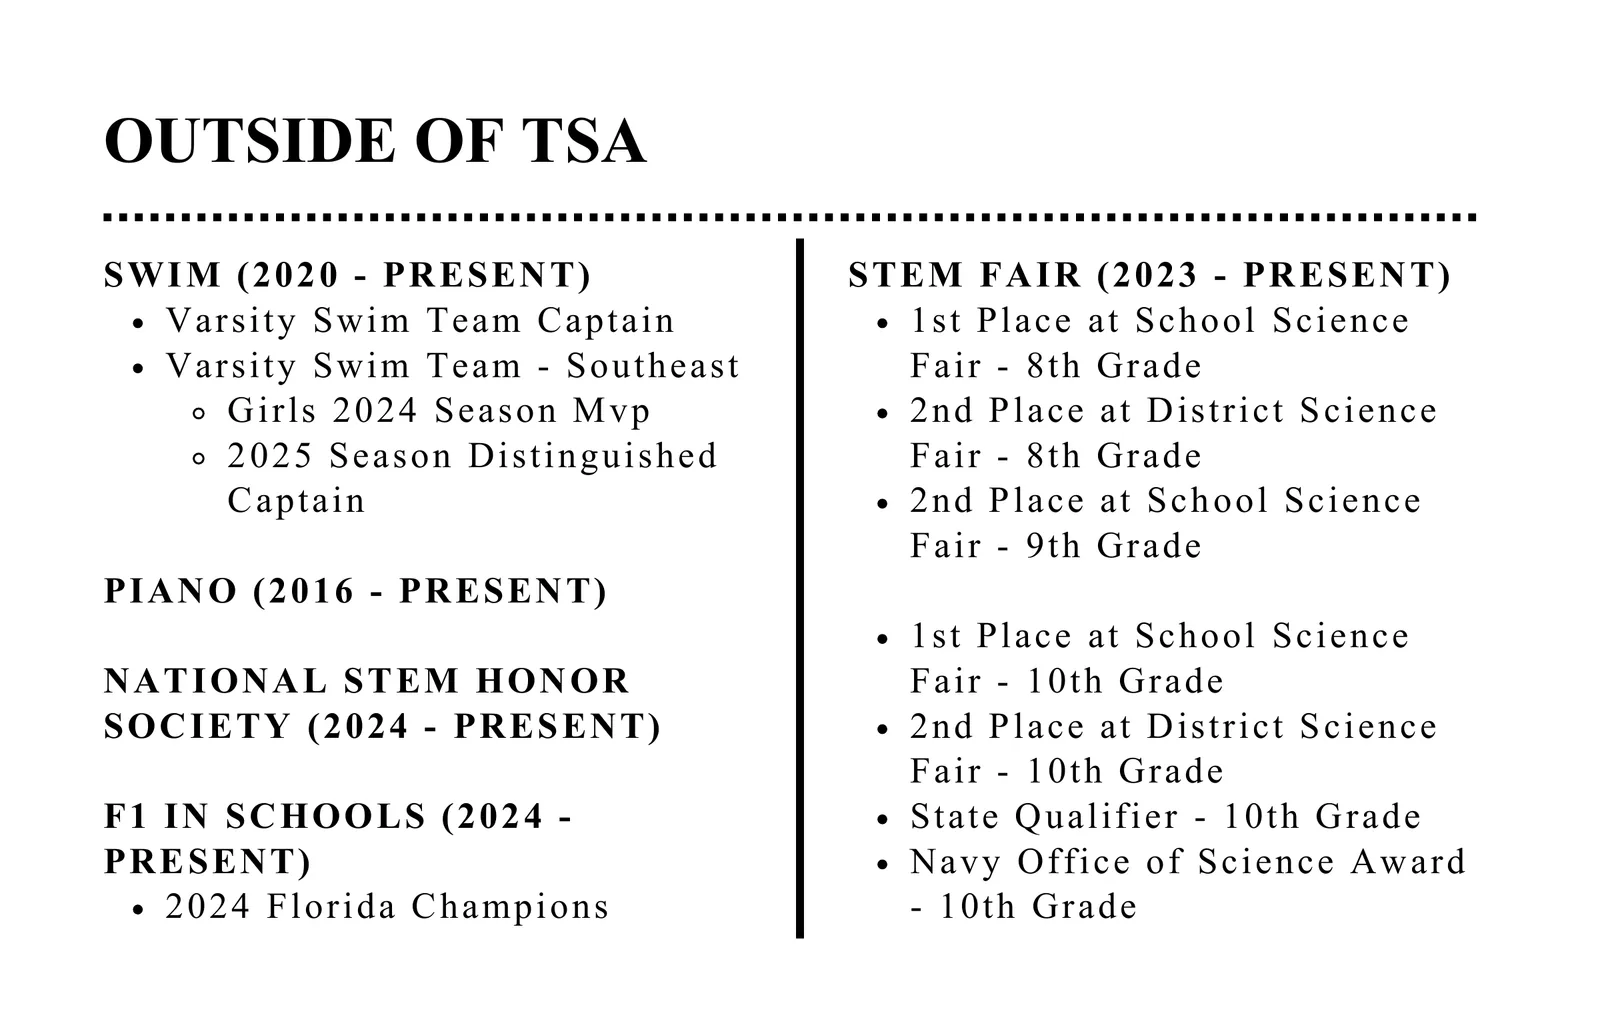 OUTSIDE OF TSA
SWIM (2020 - PRESENT)
Varsity Swim Team Captain
Varsity Swim Team - Southeast
Girls 2024 Season Mvp
2025 Season Distinguished
Captain
PIANO (2016 - PRESENT)
NATIONAL STEM HONOR
SOCIETY (2024 - PRESENT)
F1 IN SCHOOLS (2024 -
PRESENT)
2024 Florida Champions
STEM FAIR (2023 - PRESENT)
1st Place at School Science
Fair - 8th Grade
2nd Place at District Science
Fair - 8th Grade
2nd Place at School Science
Fair - 9th Grade
1st Place at School Science
Fair - 10th Grade
2nd Place at District Science
Fair - 10th Grade
State Qualifier - 10th Grade
Navy Office of Science Award
- 10th Grade